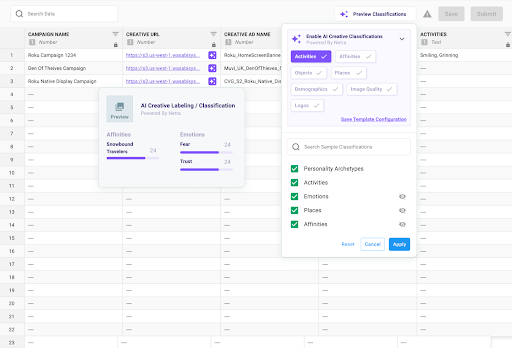 Search Data
Preview Classifications
Save
Submit
CAMPAIGN NAME
Number
CREATIVE URL
Number
CREATIVE AD NAME
Number
ACTIVITIES
Text
1
Roku Campaign 1234
https://s3.us-west-1.wasabisys...
Roku_HomeScreenBanne
Smiling, Grinning
2
Den Of Theives Campaign
https://s3.us-west-1.wasabisys...
Muvi_UK_DenOfTheives_
3
Roku Native Display Campaign
https://s3.us-west-1.wasabisys...
CVG_S2_Roku_Native_Di
4
Enable AI Creative Classifications
Powered By Netra
Activities
Affinities
Objects
Places
Demographics
Image Quality
Logos
Save Template Configuration
Search Sample Classifications
Personality Archetypes
Activities
Emotions
Places
Affinities
Reset
Cancel
Apply
Preview
AI Creative Labeling / Classification
Powered By Netra
Affinities
Snowbound
Travelers
24
Emotions
Fear
24
Trust
24
5
6
7
8
9
10
11
12
13
14
15
16
17
18
19
20
21
22
23